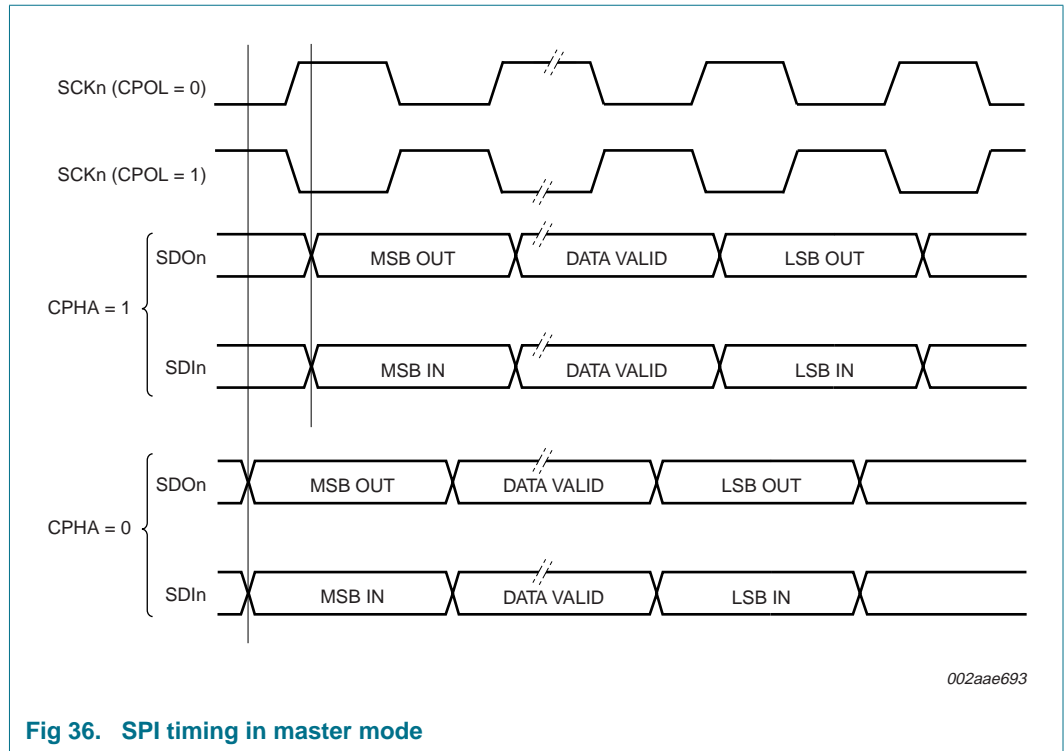 SCKn (CPOL = 0)
SCKn (CPOL = 1)
CPHA = 1
SDOn
MSB OUT
DATA VALID
LSB OUT
SDIn
MSB IN
DATA VALID
LSB IN
CPHA = 0
SDOn
MSB OUT
DATA VALID
LSB OUT
SDIn
MSB IN
DATA VALID
LSB IN
002aae693
Fig 36. SPI timing in master mode